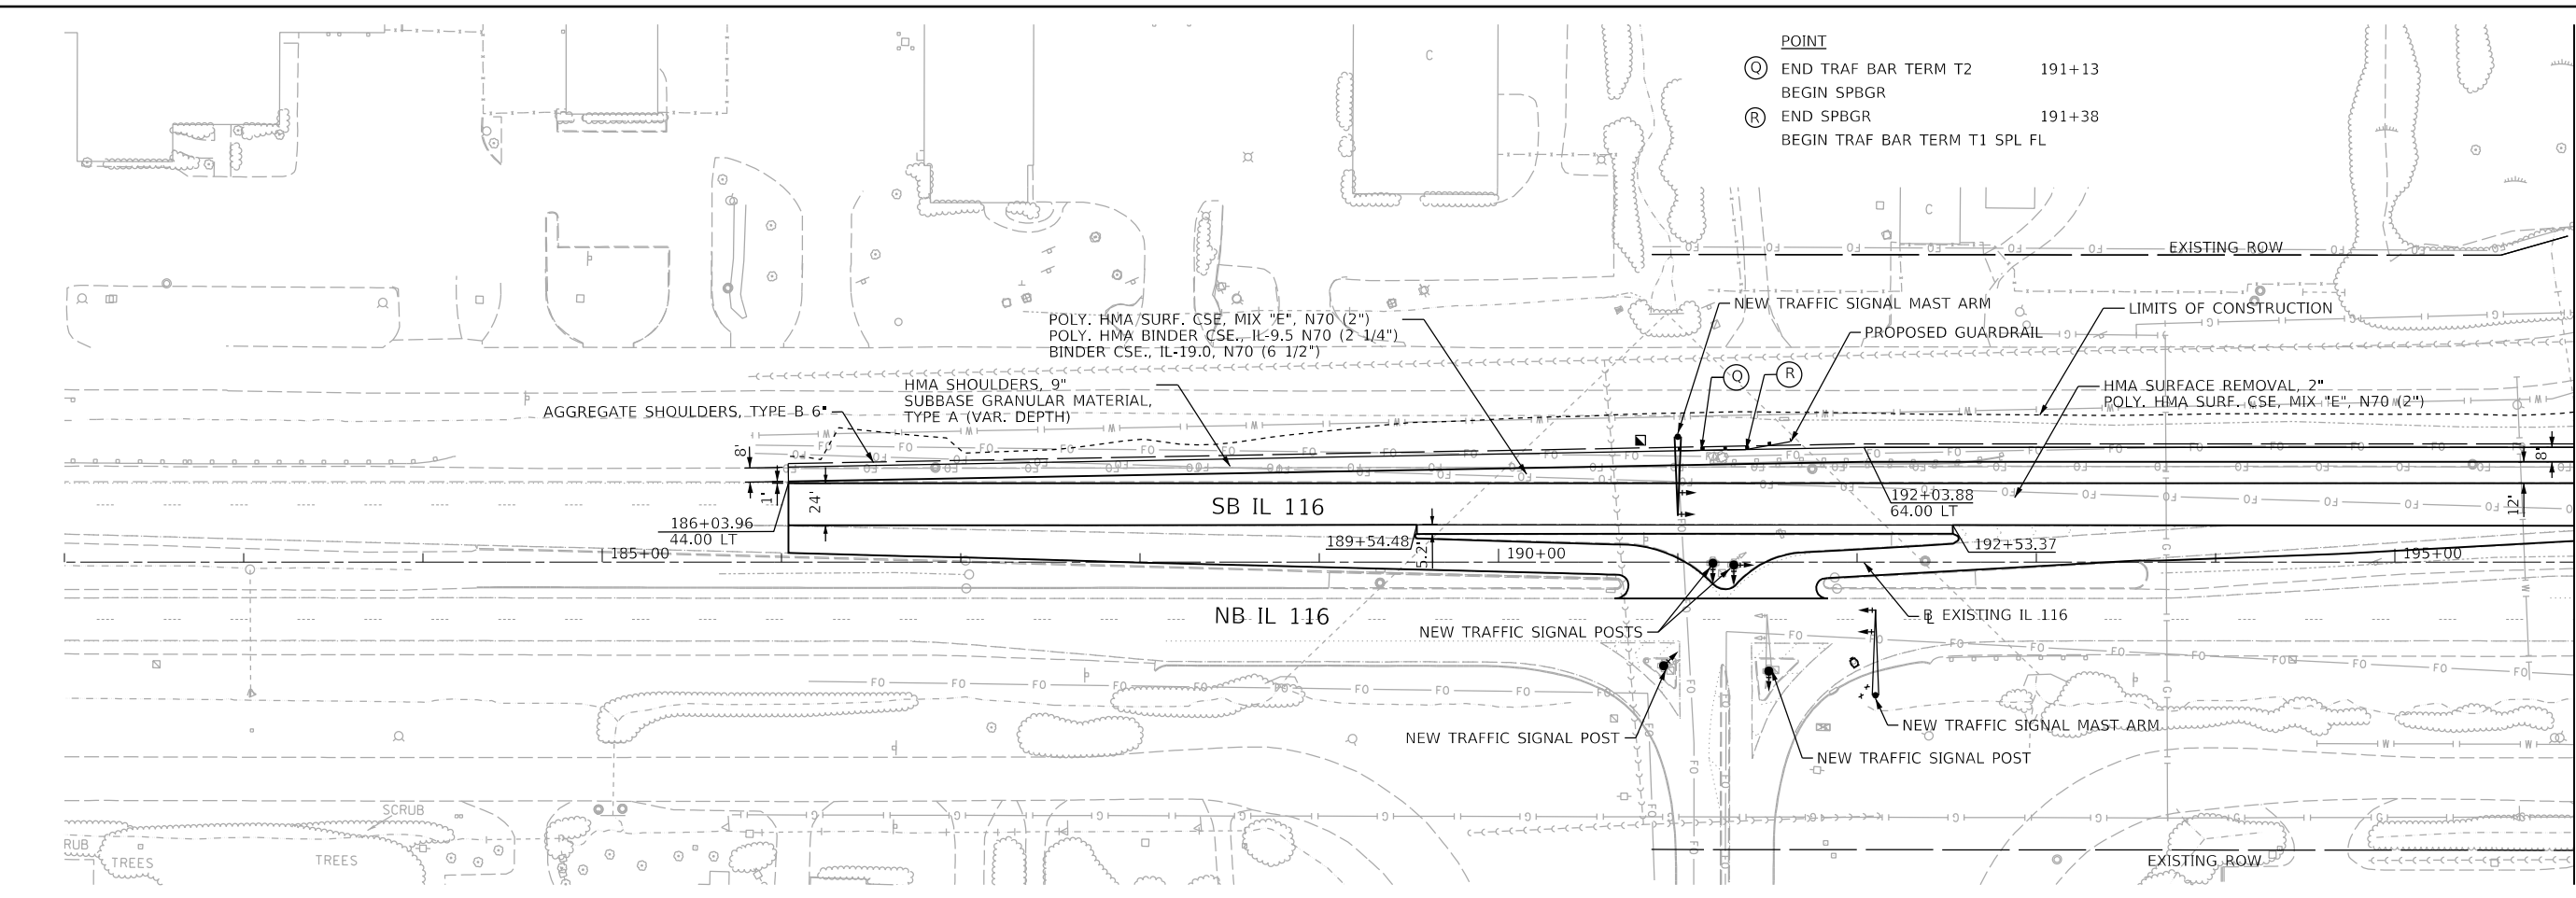 POINT
Q END TRAF BAR TERM T2 191+13
BEGIN SPBGR
R END SPBGR 191+38
BEGIN TRAF BAR TERM T1 SPL FL
C
C
EXISTING ROW
NEW TRAFFIC SIGNAL MAST ARM
LIMITS OF CONSTRUCTION
PROPOSED GUARDRAIL
POLY. HMA SURF. CSE, MIX "E", N70 (2")
POLY. HMA BINDER CSE., IL-9.5 N70 (2 1/4")
BINDER CSE., IL-19.0, N70 (6 1/2")
Q
R
HMA SHOULDERS, 9"
SUBBASE GRANULAR MATERIAL,
TYPE A (VAR. DEPTH)
HMA SURFACE REMOVAL, 2"
POLY. HMA SURF. CSE, MIX "E", N70 (2")
AGGREGATE SHOULDERS, TYPE B 6"
8'
1'
24'
8'
12'
SB IL 116
192+03.88
64.00 LT
186+03.96
44.00 LT
189+54.48
5.2'
192+53.37
185+00
190+00
195+00
NB IL 116
NEW TRAFFIC SIGNAL POSTS
BL EXISTING IL 116
NEW TRAFFIC SIGNAL MAST ARM
NEW TRAFFIC SIGNAL POST
NEW TRAFFIC SIGNAL POST
SCRUB
RUB
TREES
TREES
EXISTING ROW